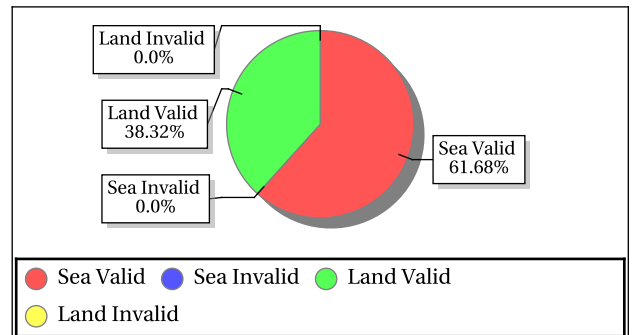 Land Invalid
0.0%
Land Valid
38.32%
Sea Valid
61.68%
Sea Invalid
0.0%
Sea Valid Sea Invalid Land Valid
Land Invalid